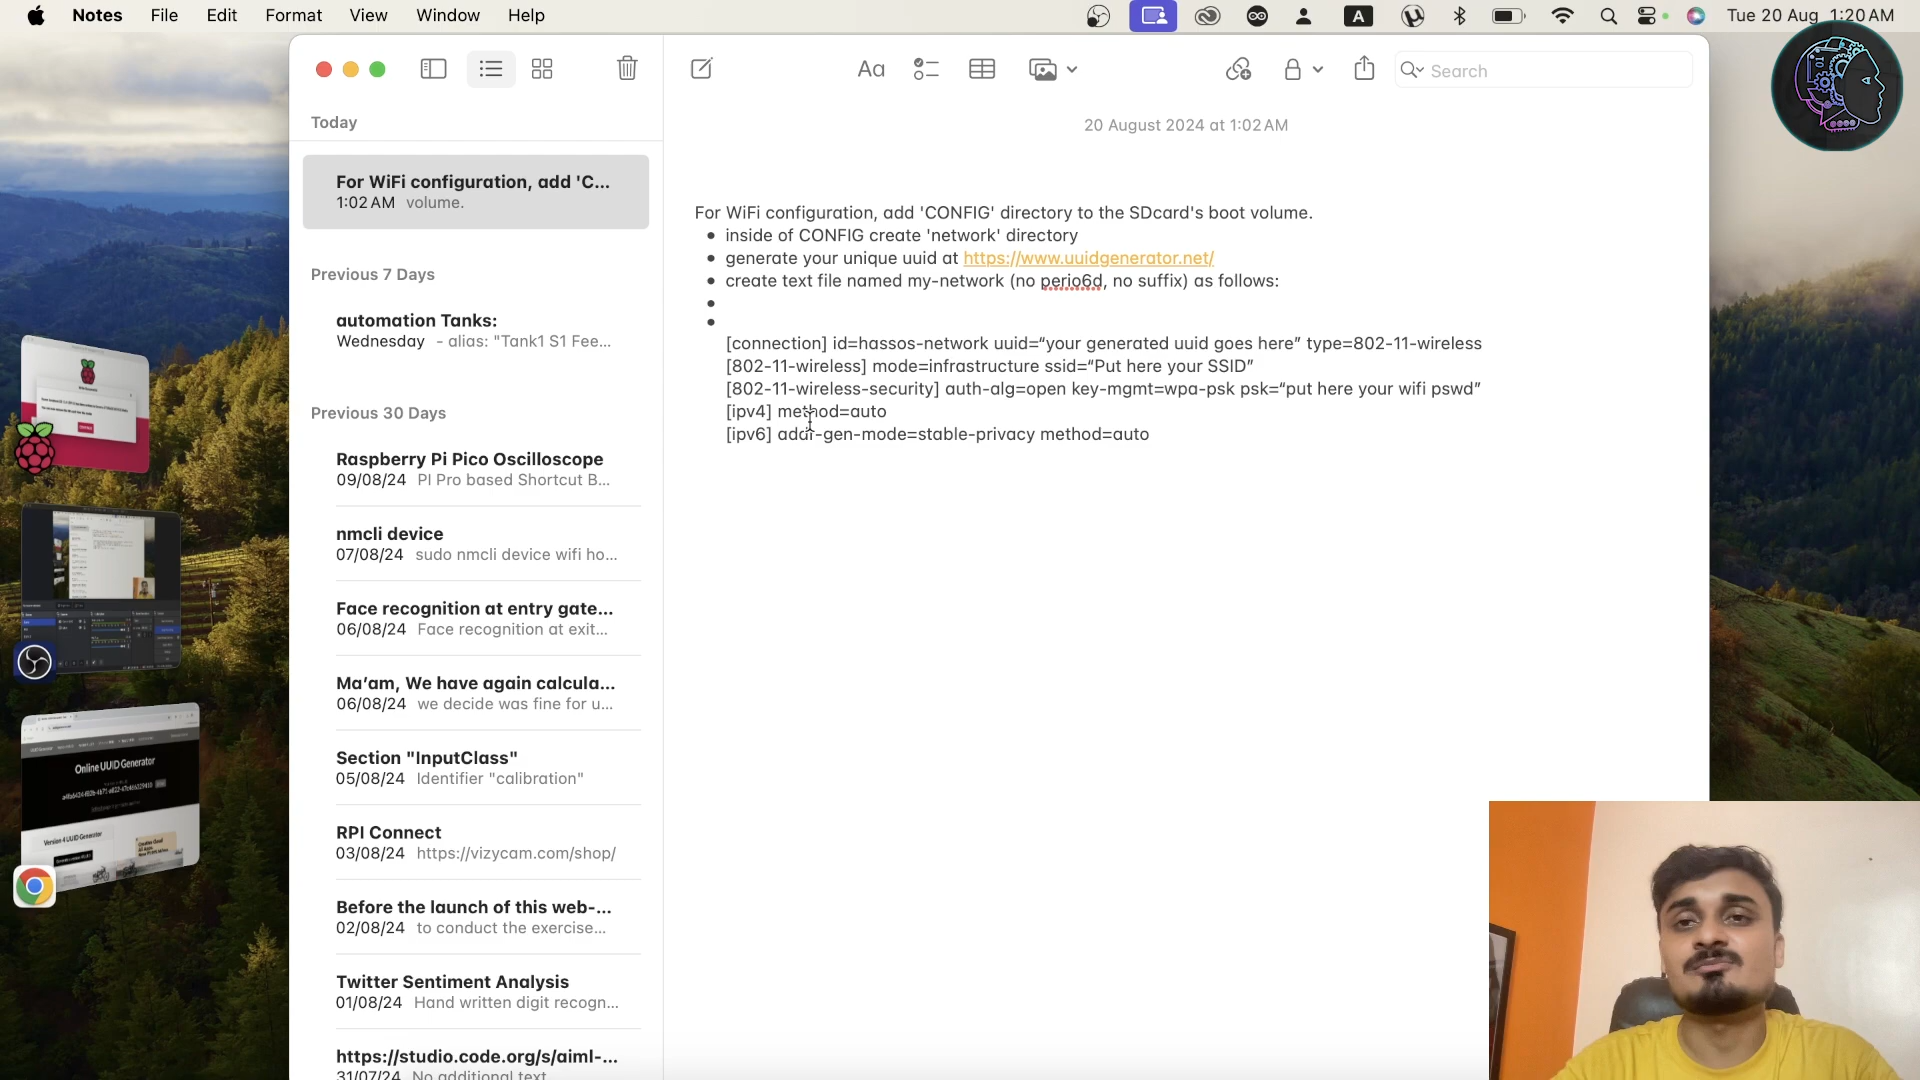 Notes File Edit Format View Window Help
A
Tue 20 Aug 1:20 AM
Aa
Search
Today
20 August 2024 at 1:02 AM
For WiFi configuration, add 'C...
1:02 AM volume.
Previous 7 Days
automation Tanks:
Wednesday - alias: "Tank1 S1 Fee...
Previous 30 Days
Raspberry Pi Pico Oscilloscope
09/08/24 PI Pro based Shortcut B...
nmcli device
07/08/24 sudo nmcli device wifi ho...
Face recognition at entry gate...
06/08/24 Face recognition at exit...
Ma’am, We have again calcula...
06/08/24 we decide was fine for u...
Section "InputClass"
05/08/24 Identifier "calibration"
RPI Connect
03/08/24 https://vizycam.com/shop/
Before the launch of this web-...
02/08/24 to conduct the exercise...
Twitter Sentiment Analysis
01/08/24 Hand written digit recogn...
https://studio.code.org/s/aiml-...
31/07/24 No additional text
For WiFi configuration, add 'CONFIG' directory to the SDcard's boot volume.
• inside of CONFIG create 'network' directory
• generate your unique uuid at https://www.uuidgenerator.net/
• create text file named my-network (no perio6d, no suffix) as follows:
•
•
[connection] id=hassos-network uuid=“your generated uuid goes here” type=802-11-wireless
[802-11-wireless] mode=infrastructure ssid=“Put here your SSID”
[802-11-wireless-security] auth-alg=open key-mgmt=wpa-psk psk=“put here your wifi pswd”
[ipv4] method=auto
[ipv6] addr-gen-mode=stable-privacy method=auto
Online UUID Generator
Version 4 UUID Generator